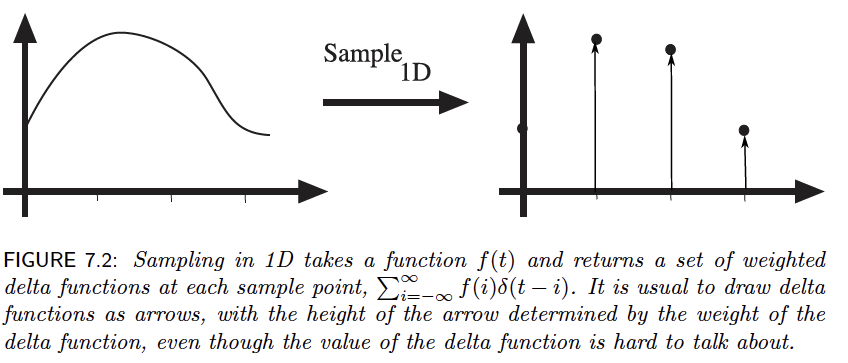 Sample
1D
FIGURE 7.2: Sampling in 1D takes a function f(t) and returns a set of weighted
delta functions at each sample point, ∑_{i=−∞}^{∞} f(i)δ(t − i). It is usual to draw delta
functions as arrows, with the height of the arrow determined by the weight of the
delta function, even though the value of the delta function is hard to talk about.